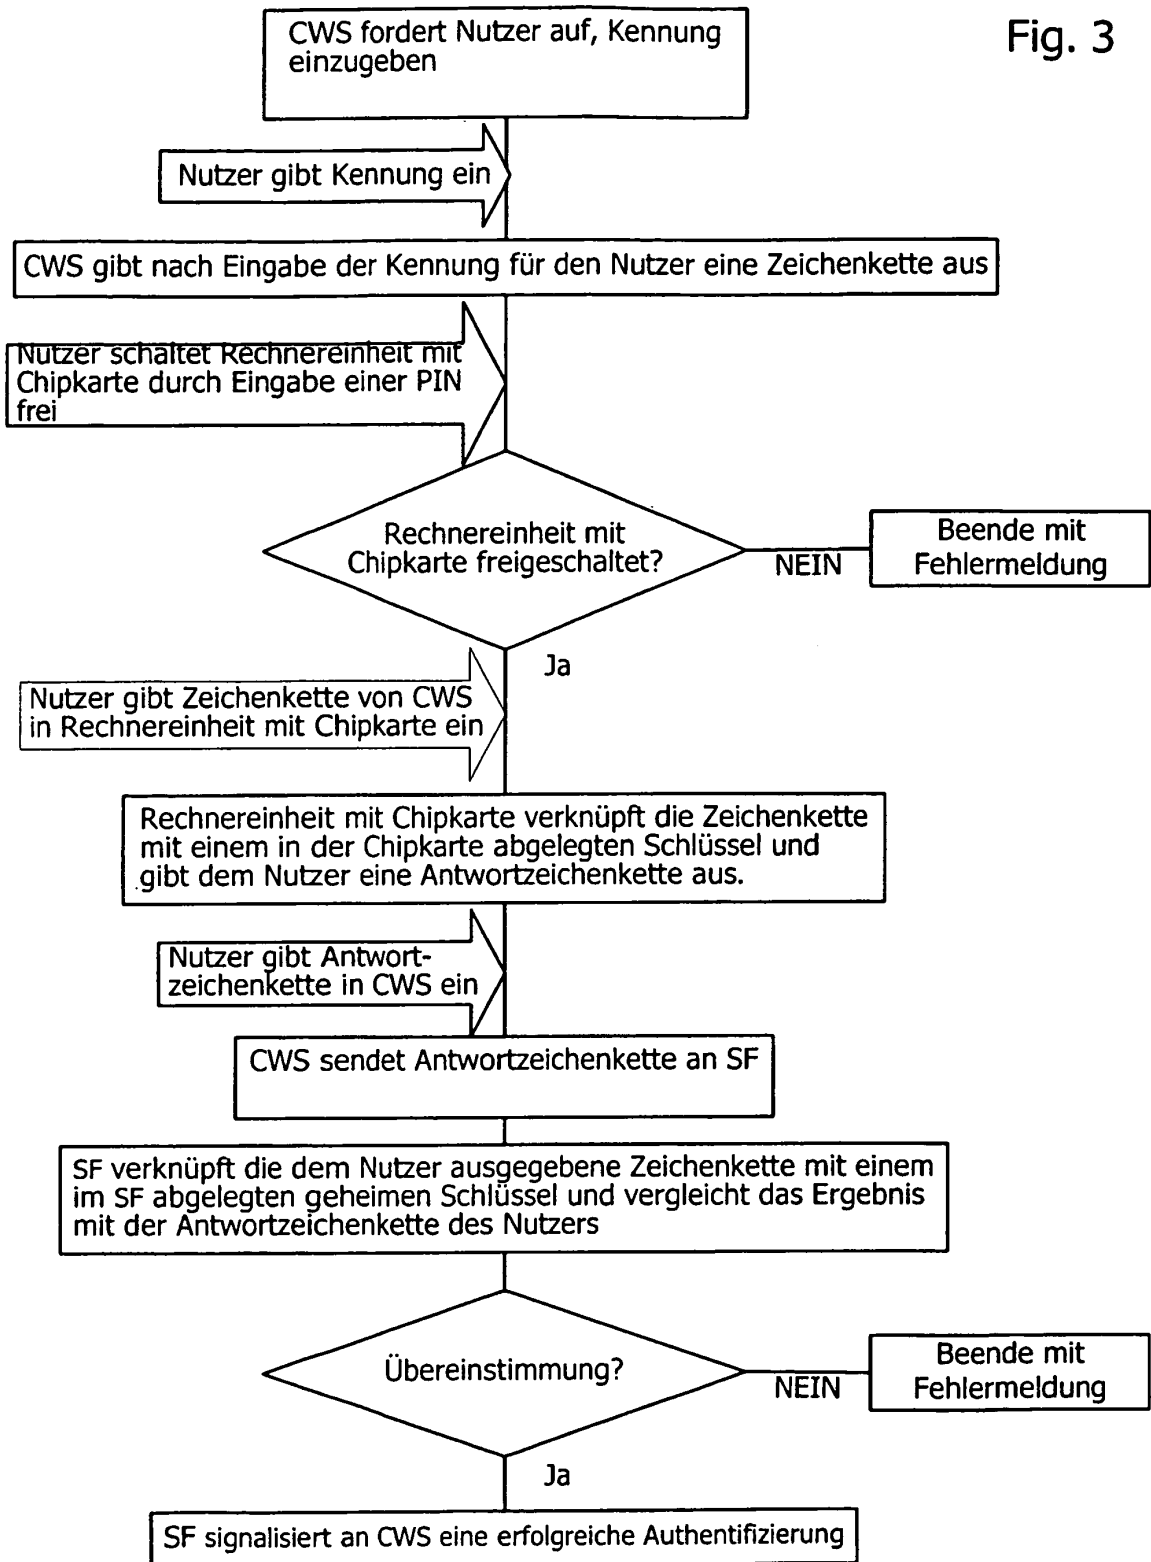 Fig. 3
CWS fordert Nutzer auf, Kennung
einzugeben
Nutzer gibt Kennung ein
CWS gibt nach Eingabe der Kennung für den Nutzer eine Zeichenkette aus
Nutzer schaltet Rechnereinheit mit
Chipkarte durch Eingabe einer PIN
frei
Rechnereinheit mit
Chipkarte freigeschaltet?
NEIN
Beende mit
Fehlermeldung
Ja
Nutzer gibt Zeichenkette von CWS
in Rechnereinheit mit Chipkarte ein
Rechnereinheit mit Chipkarte verknüpft die Zeichenkette
mit einem in der Chipkarte abgelegten Schlüssel und
gibt dem Nutzer eine Antwortzeichenkette aus.
Nutzer gibt Antwort-
zeichenkette in CWS ein
CWS sendet Antwortzeichenkette an SF
SF verknüpft die dem Nutzer ausgegebene Zeichenkette mit einem
im SF abgelegten geheimen Schlüssel und vergleicht das Ergebnis
mit der Antwortzeichenkette des Nutzers
Übereinstimmung?
NEIN
Beende mit
Fehlermeldung
Ja
SF signalisiert an CWS eine erfolgreiche Authentifizierung